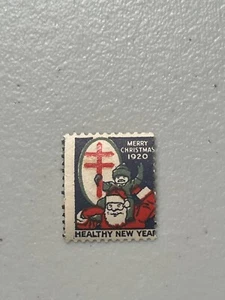 MERRY
CHRISTMAS
1920
HEALTHY NEW YEAR